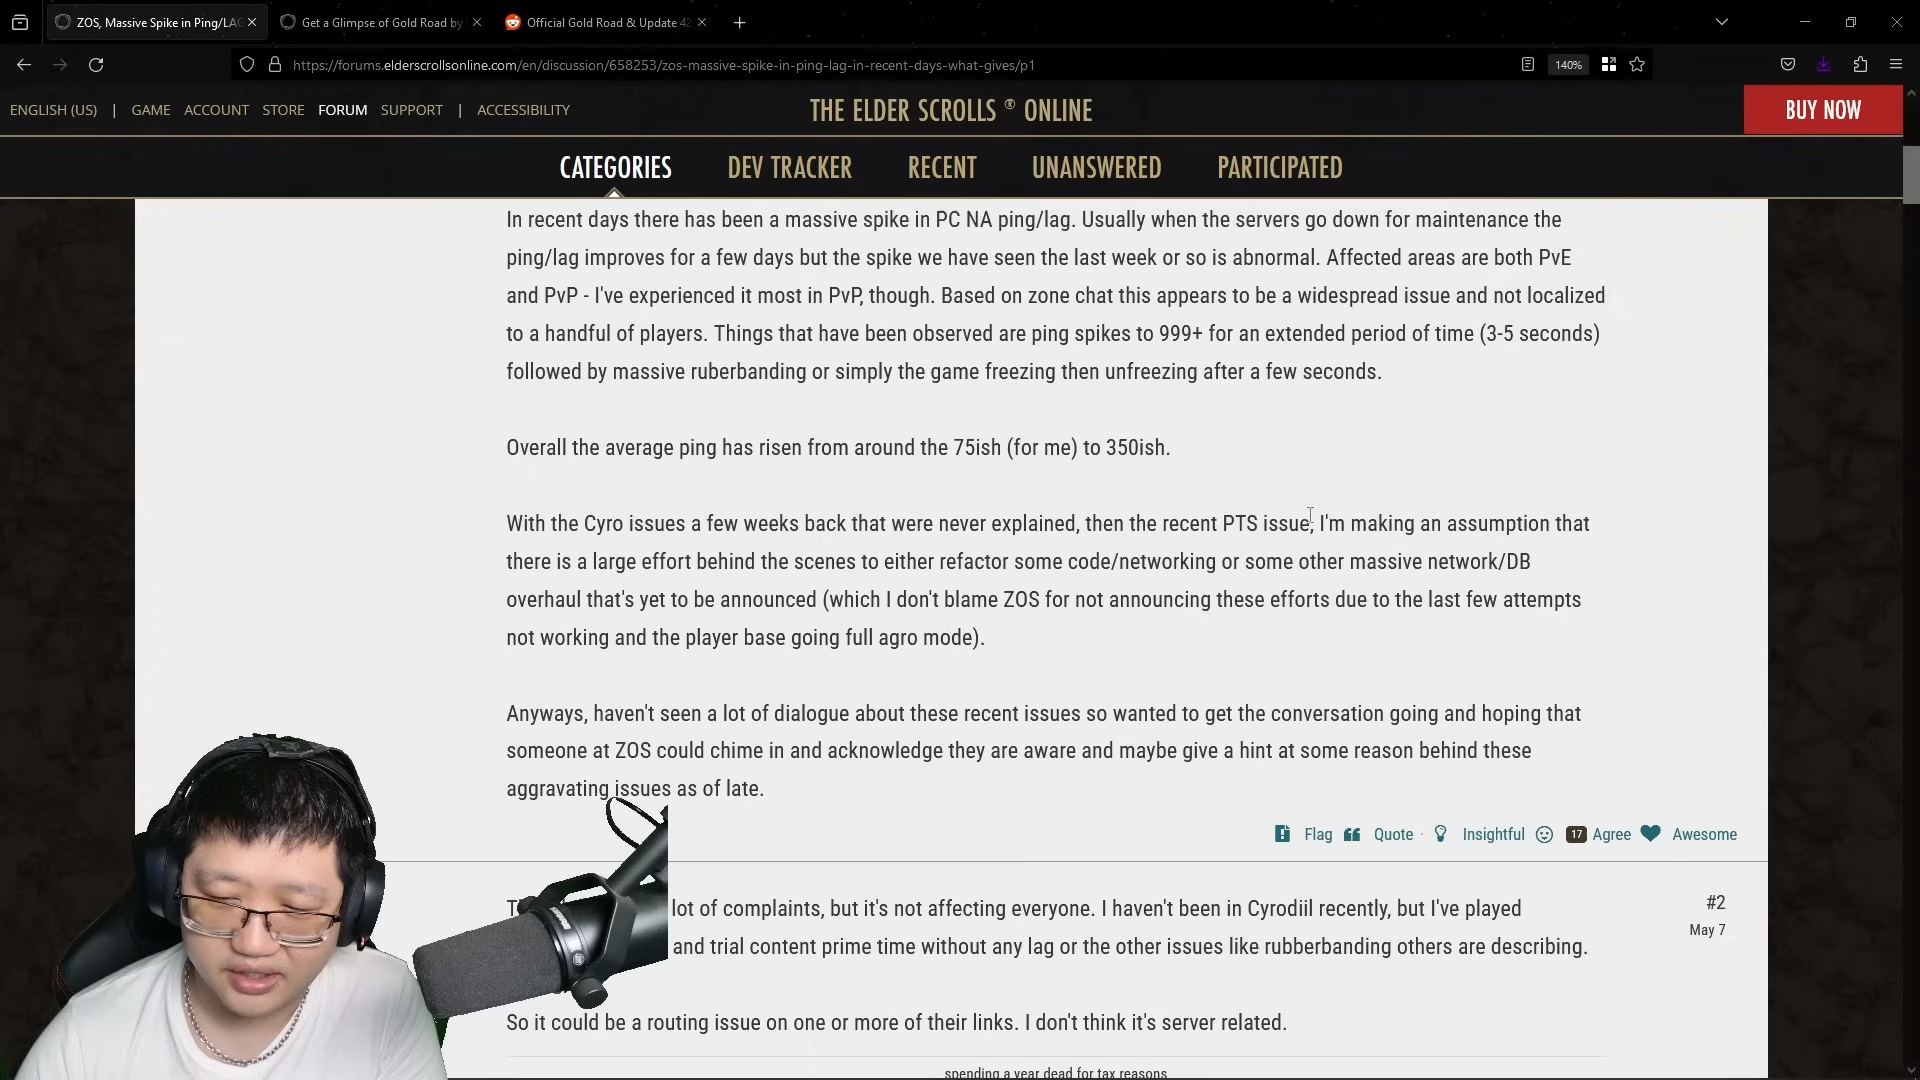 ZOS, Massive Spike in Ping/LAG
Get a Glimpse of Gold Road by
Official Gold Road & Update 42
https://forums.elderscrollsonline.com/en/discussion/658253/zos-massive-spike-in-ping-lag-in-recent-days-what-gives/p1
140%
ENGLISH (US) | GAME ACCOUNT STORE FORUM SUPPORT | ACCESSIBILITY
THE ELDER SCROLLS ® ONLINE
BUY NOW
CATEGORIES DEV TRACKER RECENT UNANSWERED PARTICIPATED
In recent days there has been a massive spike in PC NA ping/lag. Usually when the servers go down for maintenance the
ping/lag improves for a few days but the spike we have seen the last week or so is abnormal. Affected areas are both PvE
and PvP - I've experienced it most in PvP, though. Based on zone chat this appears to be a widespread issue and not localized
to a handful of players. Things that have been observed are ping spikes to 999+ for an extended period of time (3-5 seconds)
followed by massive ruberbanding or simply the game freezing then unfreezing after a few seconds.
Overall the average ping has risen from around the 75ish (for me) to 350ish.
With the Cyro issues a few weeks back that were never explained, then the recent PTS issue, I'm making an assumption that
there is a large effort behind the scenes to either refactor some code/networking or some other massive network/DB
overhaul that's yet to be announced (which I don't blame ZOS for not announcing these efforts due to the last few attempts
not working and the player base going full agro mode).
Anyways, haven't seen a lot of dialogue about these recent issues so wanted to get the conversation going and hoping that
someone at ZOS could chime in and acknowledge they are aware and maybe give a hint at some reason behind these
aggravating issues as of late.
Flag Quote · Insightful 17 Agree Awesome
lot of complaints, but it's not affecting everyone. I haven't been in Cyrodiil recently, but I've played
#2
and trial content prime time without any lag or the other issues like rubberbanding others are describing.
May 7
So it could be a routing issue on one or more of their links. I don't think it's server related.
spending a year dead for tax reasons